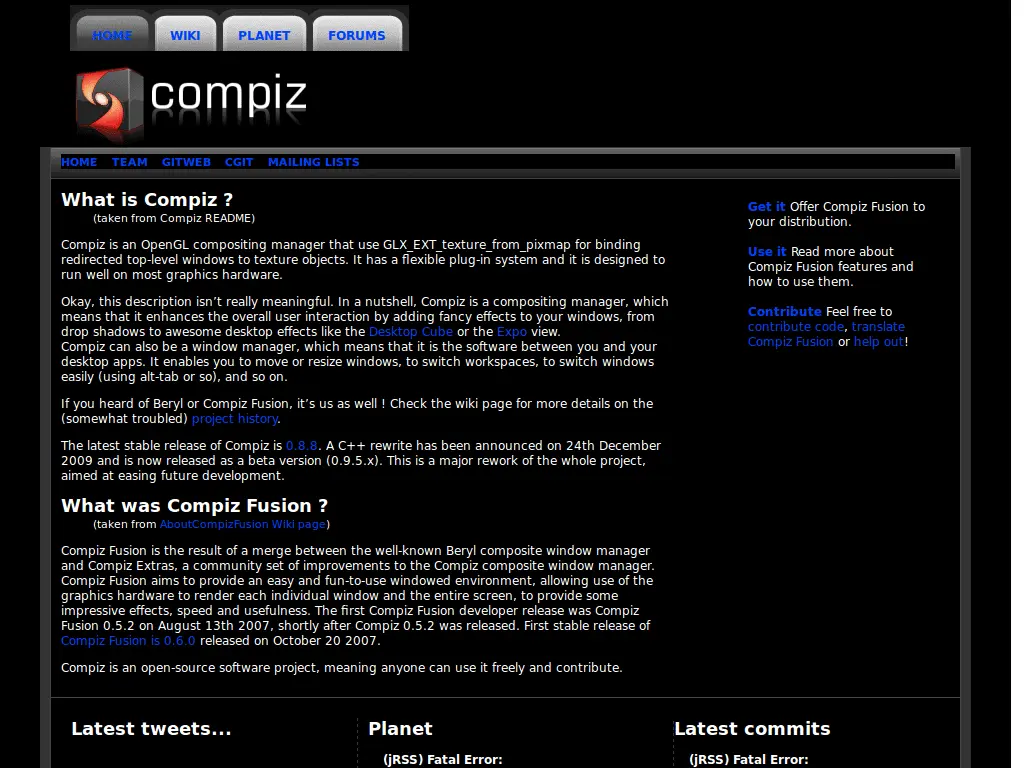 HOME WIKI PLANET FORUMS
compiz
HOME TEAM GITWEB CGIT MAILING LISTS
What is Compiz ?
(taken from Compiz README)
Compiz is an OpenGL compositing manager that use GLX_EXT_texture_from_pixmap for binding
redirected top-level windows to texture objects. It has a flexible plug-in system and it is designed to
run well on most graphics hardware.
Okay, this description isn’t really meaningful. In a nutshell, Compiz is a compositing manager, which
means that it enhances the overall user interaction by adding fancy effects to your windows, from
drop shadows to awesome desktop effects like the Desktop Cube or the Expo view.
Compiz can also be a window manager, which means that it is the software between you and your
desktop apps. It enables you to move or resize windows, to switch workspaces, to switch windows
easily (using alt-tab or so), and so on.
If you heard of Beryl or Compiz Fusion, it’s us as well ! Check the wiki page for more details on the
(somewhat troubled) project history.
The latest stable release of Compiz is 0.8.8. A C++ rewrite has been announced on 24th December
2009 and is now released as a beta version (0.9.5.x). This is a major rework of the whole project,
aimed at easing future development.
What was Compiz Fusion ?
(taken from AboutCompizFusion Wiki page)
Compiz Fusion is the result of a merge between the well-known Beryl composite window manager
and Compiz Extras, a community set of improvements to the Compiz composite window manager.
Compiz Fusion aims to provide an easy and fun-to-use windowed environment, allowing use of the
graphics hardware to render each individual window and the entire screen, to provide some
impressive effects, speed and usefulness. The first Compiz Fusion developer release was Compiz
Fusion 0.5.2 on August 13th 2007, shortly after Compiz 0.5.2 was released. First stable release of
Compiz Fusion is 0.6.0 released on October 20 2007.
Compiz is an open-source software project, meaning anyone can use it freely and contribute.
Get it Offer Compiz Fusion to
your distribution.
Use it Read more about
Compiz Fusion features and
how to use them.
Contribute Feel free to
contribute code, translate
Compiz Fusion or help out!
Latest tweets...
Planet
(jRSS) Fatal Error:
Latest commits
(jRSS) Fatal Error: